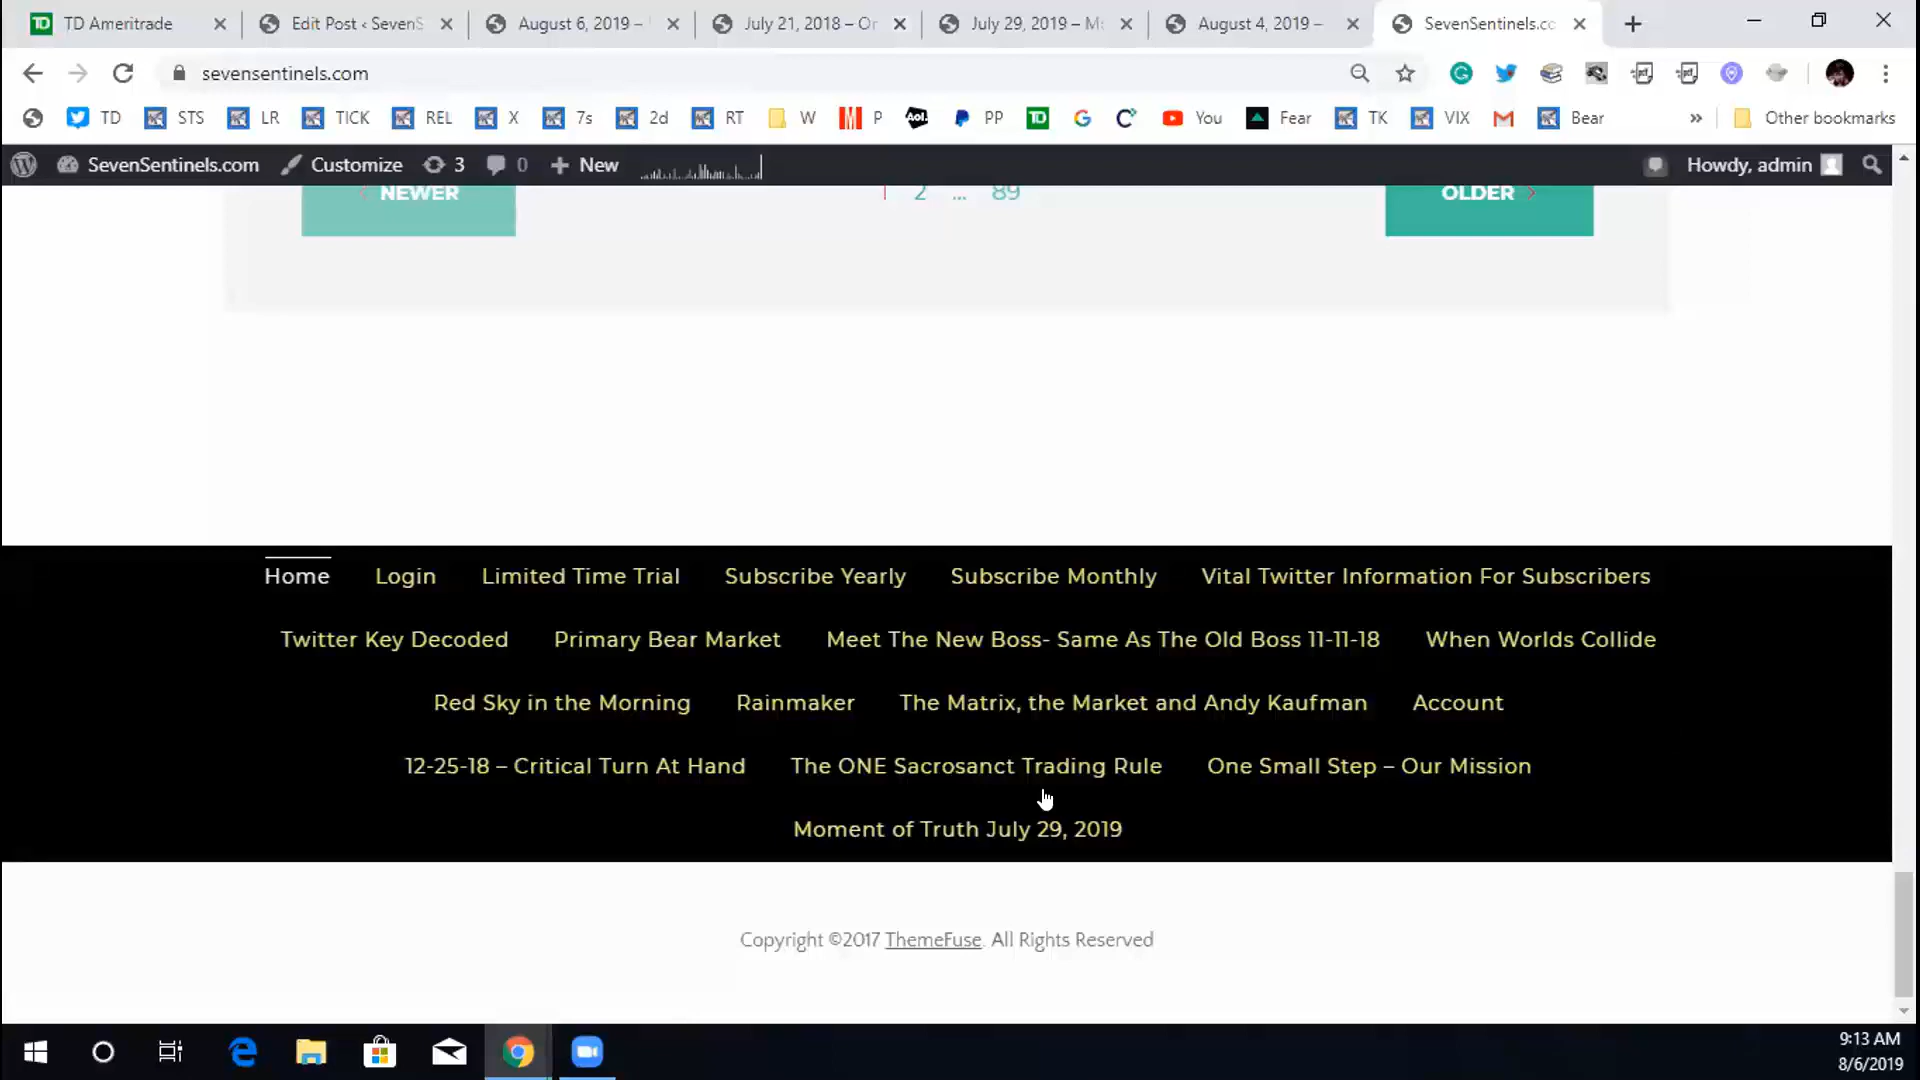 TD Ameritrade
Edit Post ‹ SevenS
August 6, 2019 –
July 21, 2018 – Or
July 29, 2019 – M
August 4, 2019 –
SevenSentinels.co
sevensentinels.com
TD STS LR TICK REL X 7s 2d RT W P Aol. PP TD G C You Fear TK VIX M Bear » Other bookmarks
SevenSentinels.com Customize 3 0 + New Howdy, admin
NEWER 1 2 ... 89 OLDER
Home Login Limited Time Trial Subscribe Yearly Subscribe Monthly Vital Twitter Information For Subscribers
Twitter Key Decoded Primary Bear Market Meet The New Boss- Same As The Old Boss 11-11-18 When Worlds Collide
Red Sky in the Morning Rainmaker The Matrix, the Market and Andy Kaufman Account
12-25-18 – Critical Turn At Hand The ONE Sacrosanct Trading Rule One Small Step – Our Mission
Moment of Truth July 29, 2019
Copyright ©2017 ThemeFuse. All Rights Reserved
9:13 AM
8/6/2019